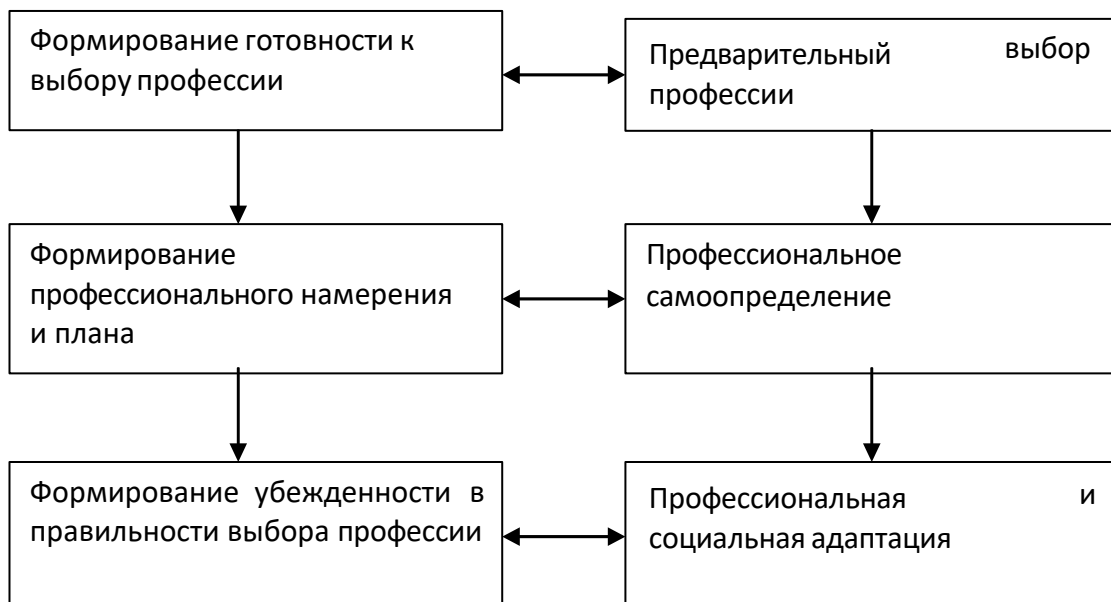 Формирование готовности к
выбору профессии
Предварительный выбор
профессии
Формирование
профессионального намерения
и плана
Профессиональное
самоопределение
Формирование убежденности в
правильности выбора профессии
Профессиональная и
социальная адаптация